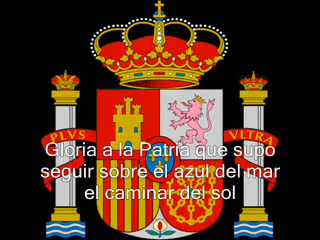 PLVS VLTRA
Gloria a la Patria que supo
seguir sobre el azul del mar
el caminar del sol